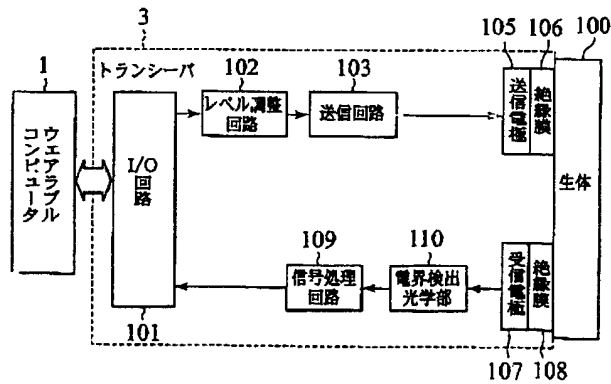 3
105
106
100
トランシーバ
1
102
103
ウェアラブル
コンピュータ
I/O
回路
レベル調整
回路
送信回路
送信電極
絶縁膜
生体
109
110
信号処理
回路
電界検出
光学部
受信電極
絶縁膜
101
107
108